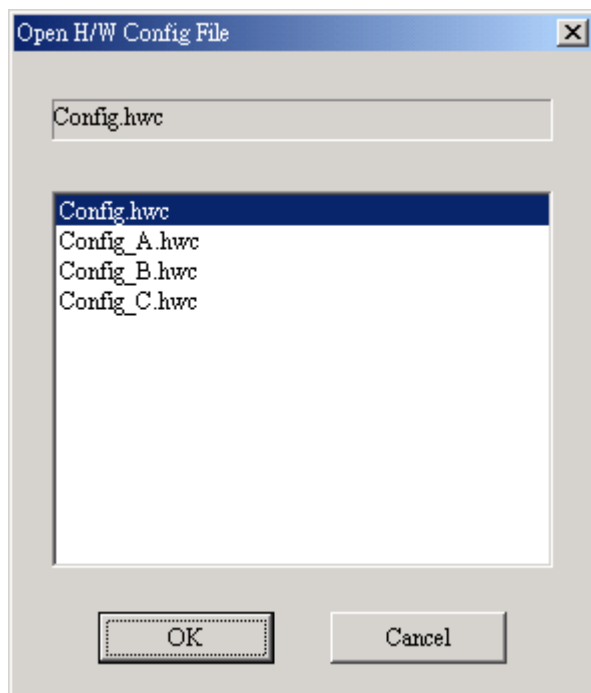 Open H/W Config File
Config.hwc
Config.hwc
Config_A.hwc
Config_B.hwc
Config_C.hwc
OK Cancel